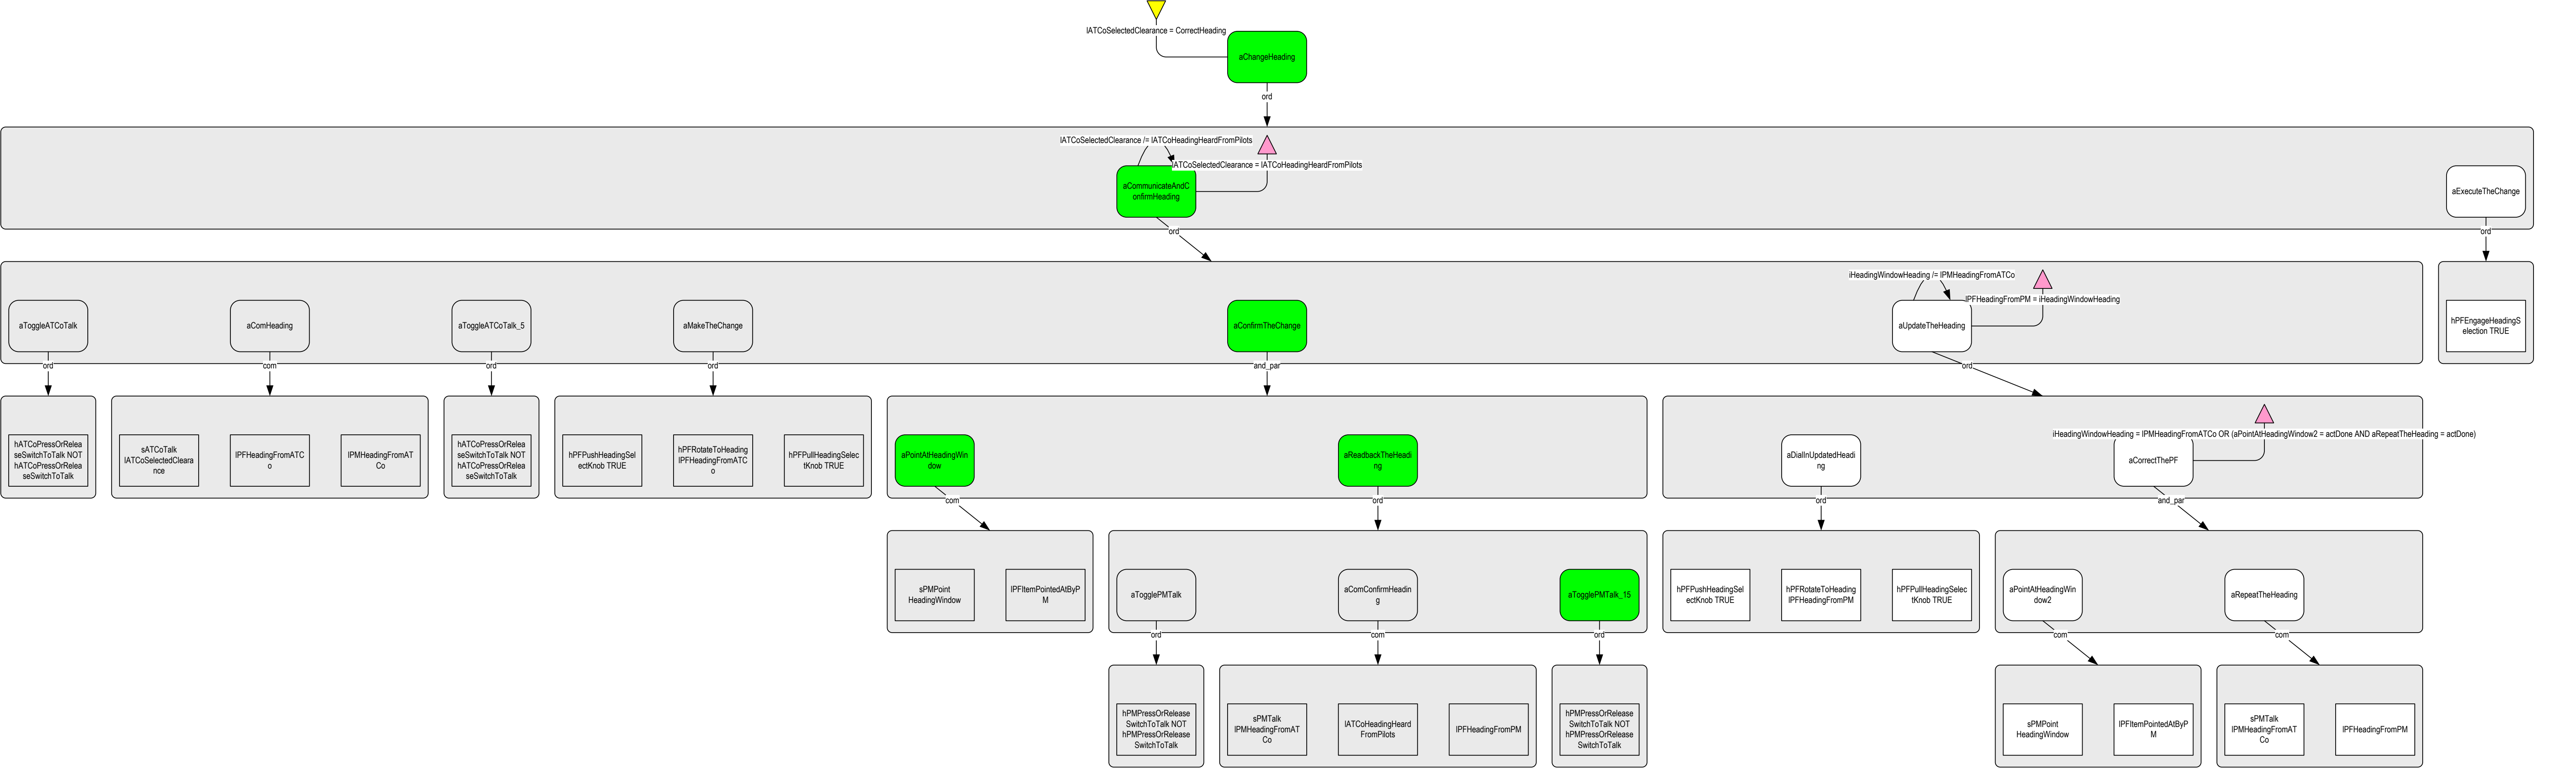 lATCoSelectedClearance = CorrectHeading
aChangeHeading
ord
lATCoSelectedClearance /= lATCoHeadingHeardFromPilots
lATCoSelectedClearance = lATCoHeadingHeardFromPilots
aCommunicateAndC
onfirmHeading
aExecuteTheChange
ord
ord
iHeadingWindowHeading /= lPMHeadingFromATCo
lPFHeadingFromPM = iHeadingWindowHeading
aToggleATCoTalk
aComHeading
aToggleATCoTalk_5
aMakeTheChange
aConfirmTheChange
aUpdateTheHeading
hPFEngageHeadingS
election TRUE
ord
com
ord
ord
and_par
ord
iHeadingWindowHeading = lPMHeadingFromATCo OR (aPointAtHeadingWindow2 = actDone AND aRepeatTheHeading = actDone)
hATCoPressOrRelea
seSwitchToTalk NOT
hATCoPressOrRelea
seSwitchToTalk
sATCoTalk
lATCoSelectedCleara
nce
lPFHeadingFromATC
o
lPMHeadingFromAT
Co
hATCoPressOrRelea
seSwitchToTalk NOT
hATCoPressOrRelea
seSwitchToTalk
hPFPushHeadingSel
ectKnob TRUE
hPFRotateToHeading
lPFHeadingFromATC
o
hPFPullHeadingSelec
tKnob TRUE
aPointAtHeadingWin
dow
aReadbackTheHeadi
ng
aDialInUpdatedHeadi
ng
aCorrectThePF
com
ord
ord
and_par
sPMPoint
HeadingWindow
lPFItemPointedAtByP
M
aTogglePMTalk
aComConfirmHeadin
g
aTogglePMTalk_15
hPFPushHeadingSel
ectKnob TRUE
hPFRotateToHeading
lPFHeadingFromPM
hPFPullHeadingSelec
tKnob TRUE
aPointAtHeadingWin
dow2
aRepeatTheHeading
ord
com
ord
com
com
hPMPressOrRelease
SwitchToTalk NOT
hPMPressOrRelease
SwitchToTalk
sPMTalk
lPMHeadingFromAT
Co
lATCoHeadingHeard
FromPilots
lPFHeadingFromPM
hPMPressOrRelease
SwitchToTalk NOT
hPMPressOrRelease
SwitchToTalk
sPMPoint
HeadingWindow
lPFItemPointedAtByP
M
sPMTalk
lPMHeadingFromAT
Co
lPFHeadingFromPM